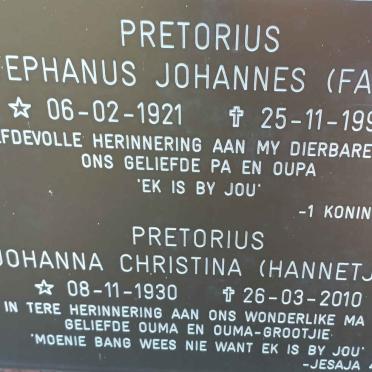 PRETORIUS
EPHANUS JOHANNES (FA
☆ 06-02-1921 ✝ 25-11-199
FDEVOLLE HERINNERING AAN MY DIERBARE
ONS GELIEFDE PA EN OUPA
'EK IS BY JOU'
-1 KONIN
PRETORIUS
JOHANNA CHRISTINA (HANNETJ
☆ 08-11-1930 ✝ 26-03-2010
IN TERE HERINNERING AAN ONS WONDERLIKE MA
GELIEFDE OUMA EN OUMA-GROOTJIE
'MOENIE BANG WEES NIE WANT EK IS BY JOU'
-JESAJA 4